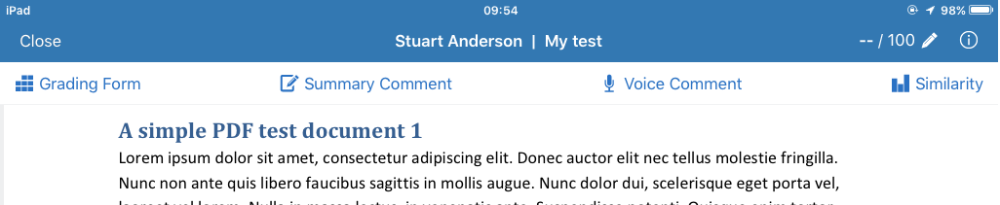 iPad 09:54 98%
Close Stuart Anderson | My test -- / 100
Grading Form Summary Comment Voice Comment Similarity
A simple PDF test document 1
Lorem ipsum dolor sit amet, consectetur adipiscing elit. Donec auctor elit nec tellus molestie fringilla.
Nunc non ante quis libero faucibus sagittis in mollis augue. Nunc dolor dui, scelerisque eget porta vel,